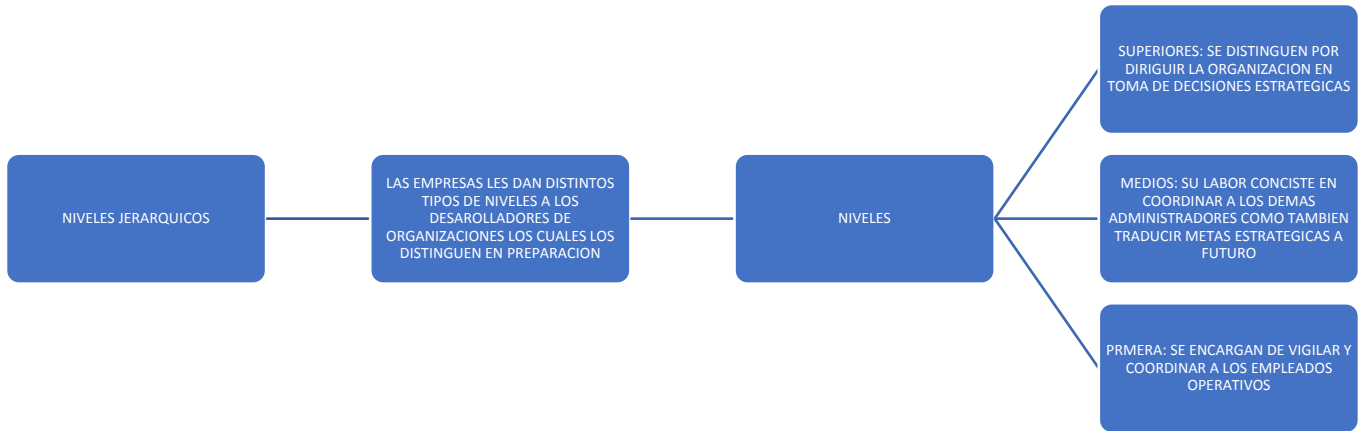 NIVELES JERARQUICOS
LAS EMPRESAS LES DAN DISTINTOS
TIPOS DE NIVELES A LOS
DESAROLLADORES DE
ORGANIZACIONES LOS CUALES LOS
DISTINGUEN EN PREPARACION
NIVELES
SUPERIORES: SE DISTINGUEN POR
DIRIGUIR LA ORGANIZACION EN
TOMA DE DECISIONES ESTRATEGICAS
MEDIOS: SU LABOR CONCISTE EN
COORDINAR A LOS DEMAS
ADMINISTRADORES COMO TAMBIEN
TRADUCIR METAS ESTRATEGICAS A
FUTURO
PRMERA: SE ENCARGAN DE VIGILAR Y
COORDINAR A LOS EMPLEADOS
OPERATIVOS